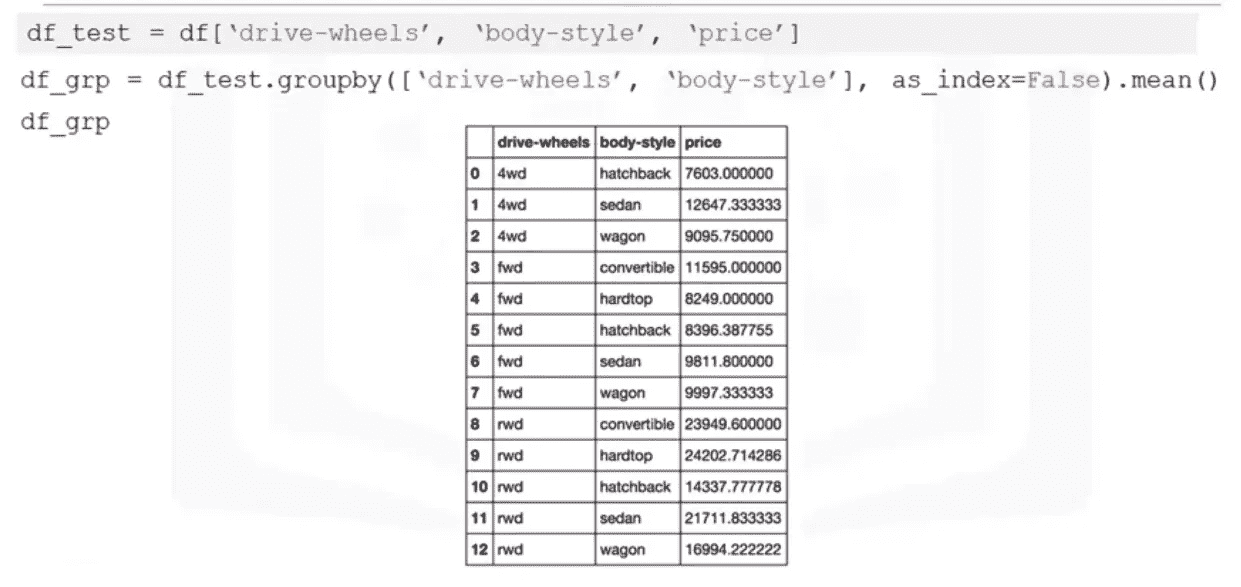 df_test = df[‘drive-wheels’, ‘body-style’, ‘price’]
df_grp = df_test.groupby([‘drive-wheels’, ‘body-style’], as_index=False).mean()
df_grp
drive-wheels body-style price
0 4wd hatchback 7603.000000
1 4wd sedan 12647.333333
2 4wd wagon 9095.750000
3 fwd convertible 11595.000000
4 fwd hardtop 8249.000000
5 fwd hatchback 8396.387755
6 fwd sedan 9811.800000
7 fwd wagon 9997.333333
8 rwd convertible 23949.600000
9 rwd hardtop 24202.714286
10 rwd hatchback 14337.777778
11 rwd sedan 21711.833333
12 rwd wagon 16994.222222